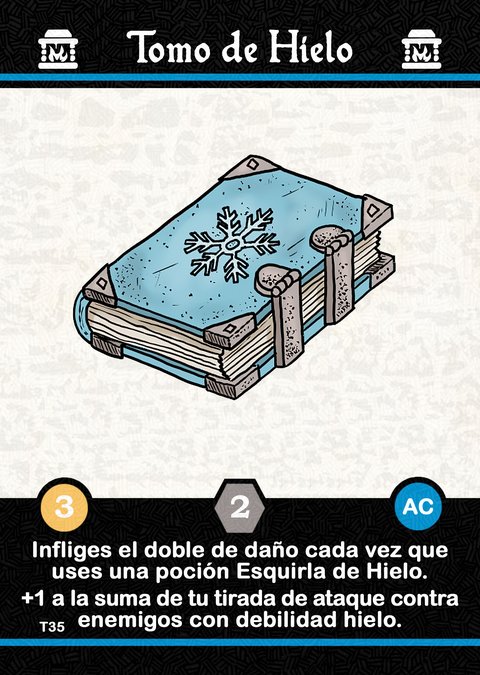 M Tomo de Hielo M
3 2 AC
Infliges el doble de daño cada vez que
uses una poción Esquirla de Hielo.
+1 a la suma de tu tirada de ataque contra
T35 enemigos con debilidad hielo.